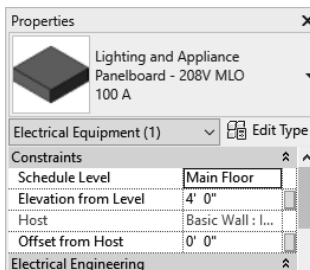 Properties
Lighting and Appliance
Panelboard - 208V MLO
100 A
Electrical Equipment (1) Edit Type
Constraints
Schedule Level Main Floor
Elevation from Level 4' 0"
Host Basic Wall : I...
Offset from Host 0' 0"
Electrical Engineering